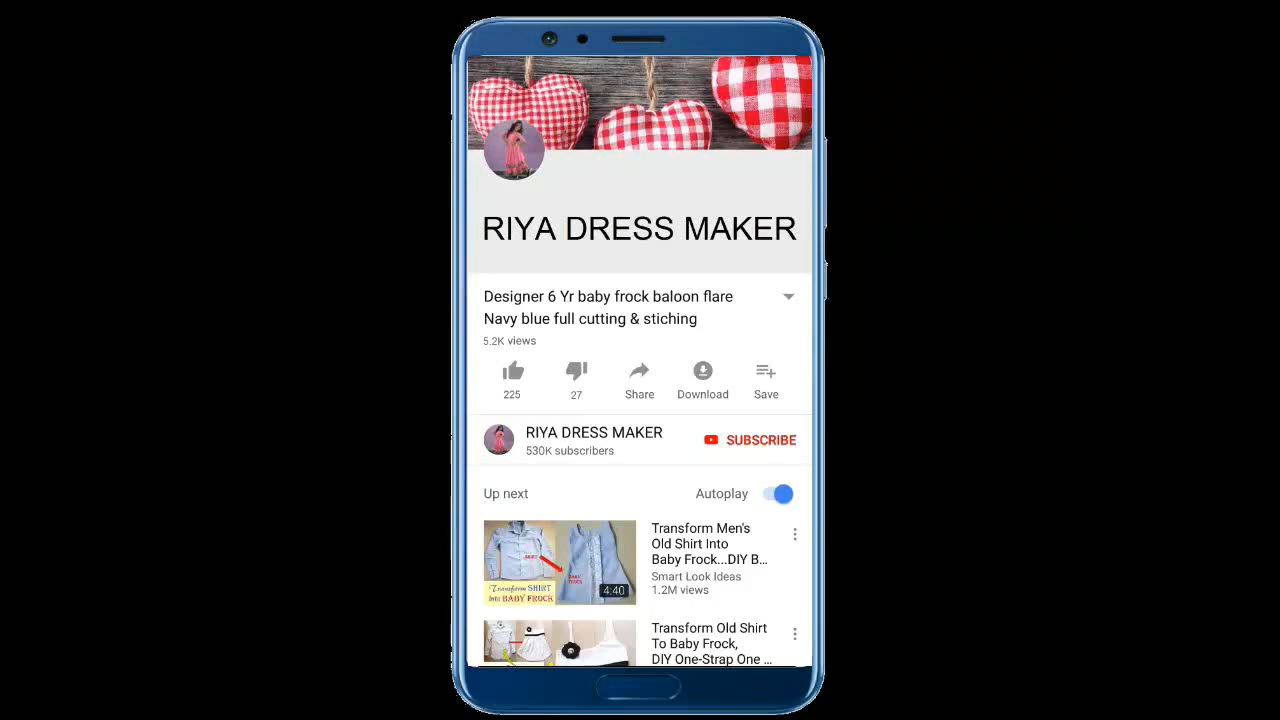 RIYA DRESS MAKER
Designer 6 Yr baby frock baloon flare
Navy blue full cutting & stiching
5.2K views
225
27
Share
Download
Save
RIYA DRESS MAKER
530K subscribers
SUBSCRIBE
Up next
Autoplay
SHIRT
BABY
FROCK
Transform SHIRT
into BABY FROCK
4:40
Transform Men's
Old Shirt Into
Baby Frock...DIY B...
Smart Look Ideas
1.2M views
Transform Old Shirt
To Baby Frock,
DIY One-Strap One ...